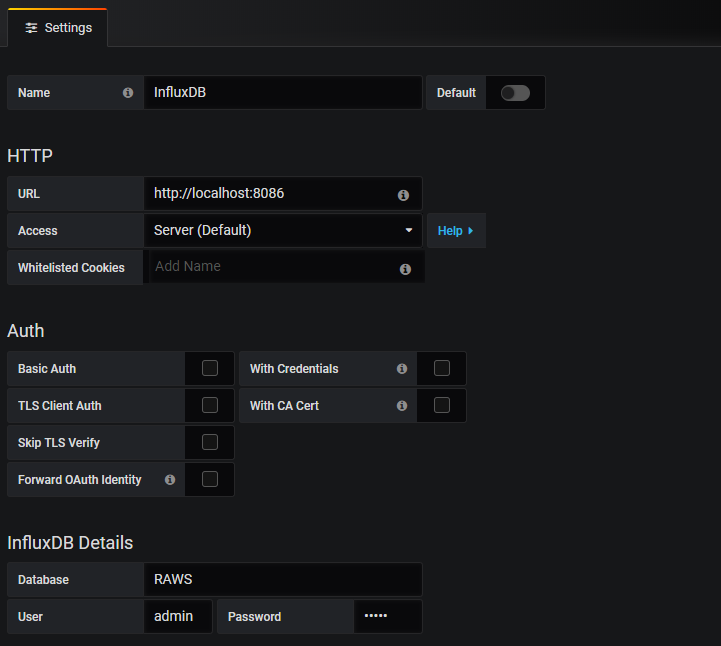 Settings
Name InfluxDB Default
HTTP
URL http://localhost:8086
Access Server (Default) Help
Whitelisted Cookies Add Name
Auth
Basic Auth With Credentials
TLS Client Auth With CA Cert
Skip TLS Verify
Forward OAuth Identity
InfluxDB Details
Database RAWS
User admin Password •••••